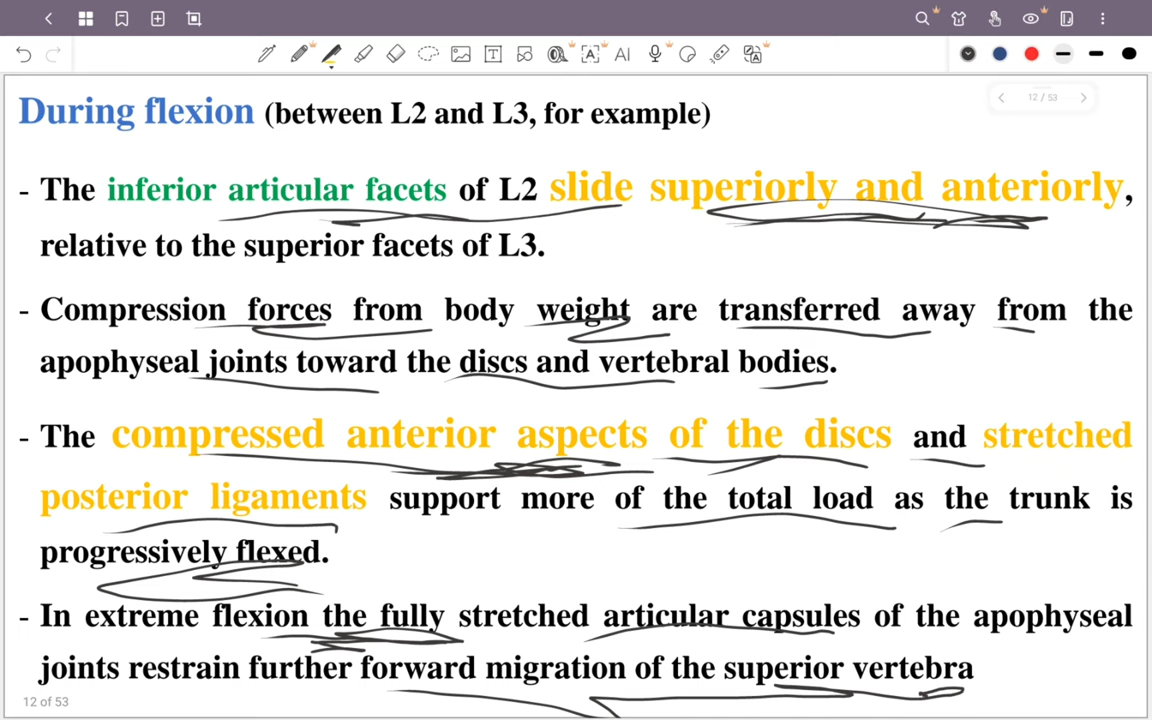 AI
12 / 53
During flexion (between L2 and L3, for example)
- The inferior articular facets of L2 slide superiorly and anteriorly,
relative to the superior facets of L3.
- Compression forces from body weight are transferred away from the
apophyseal joints toward the discs and vertebral bodies.
- The compressed anterior aspects of the discs and stretched
posterior ligaments support more of the total load as the trunk is
progressively flexed.
- In extreme flexion the fully stretched articular capsules of the apophyseal
joints restrain further forward migration of the superior vertebra
12 of 53